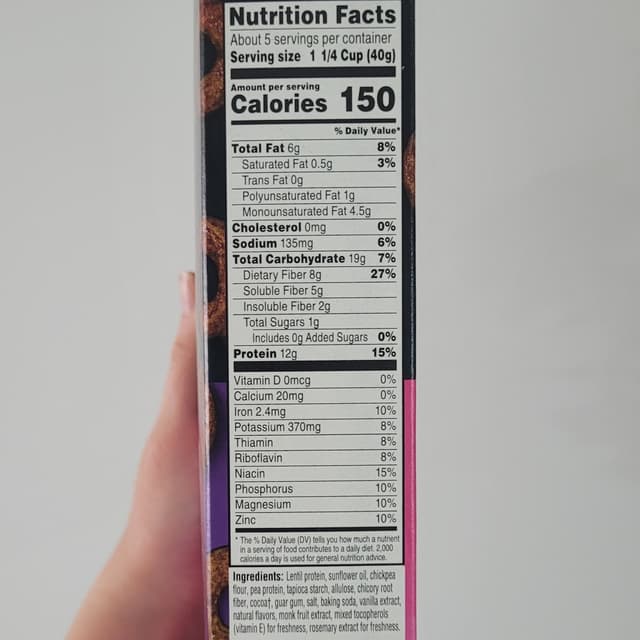 Nutrition Facts
About 5 servings per container
Serving size 1 1/4 Cup (40g)
Amount per serving
Calories 150
% Daily Value*
Total Fat 6g 8%
Saturated Fat 0.5g 3%
Trans Fat 0g
Polyunsaturated Fat 1g
Monounsaturated Fat 4.5g
Cholesterol 0mg 0%
Sodium 135mg 6%
Total Carbohydrate 19g 7%
Dietary Fiber 8g 27%
Soluble Fiber 5g
Insoluble Fiber 2g
Total Sugars 1g
Includes 0g Added Sugars 0%
Protein 12g 15%
Vitamin D 0mcg 0%
Calcium 20mg 0%
Iron 2.4mg 10%
Potassium 370mg 8%
Thiamin 8%
Riboflavin 8%
Niacin 15%
Phosphorus 10%
Magnesium 10%
Zinc 10%
* The % Daily Value (DV) tells you how much a nutrient
in a serving of food contributes to a daily diet. 2,000
calories a day is used for general nutrition advice.
Ingredients: Lentil protein, sunflower oil, chickpea
flour, pea protein, tapioca starch, allulose, chicory root
fiber, cocoa†, guar gum, salt, baking soda, vanilla extract,
natural flavors, monk fruit extract, mixed tocopherols
(vitamin E) for freshness, rosemary extract for freshness.